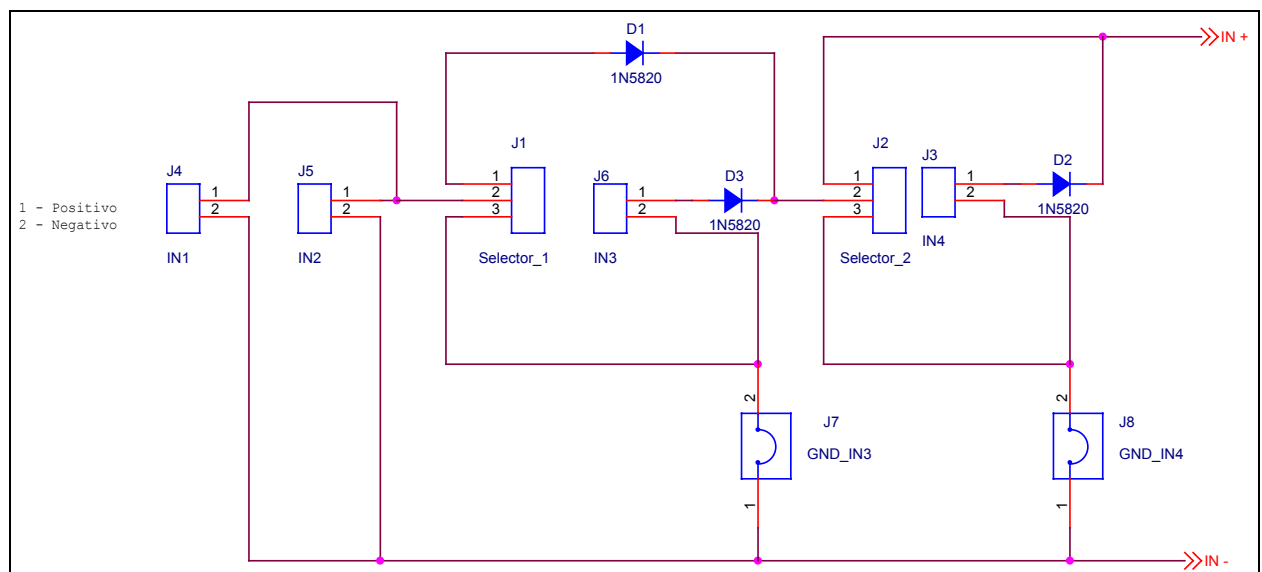 D1
IN +
1N5820
J4
J5
J1
J6
D3
J2
J3
D2
1
2
1
2
1
2
3
1
2
1
2
3
1
2
1 - Positivo
2 - Negativo
1N5820
1N5820
IN1
IN2
Selector_1
IN3
Selector_2
IN4
2
J7
GND_IN3
1
2
J8
GND_IN4
1
IN -